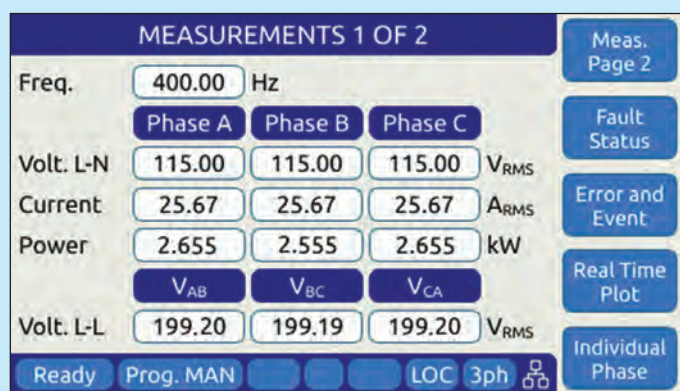 MEASUREMENTS 1 OF 2
Freq. 400.00 Hz
Phase A Phase B Phase C
Volt. L-N 115.00 115.00 115.00 VRMS
Current 25.67 25.67 25.67 ARMS
Power 2.655 2.555 2.655 kW
VAB VBC VCA
Volt. L-L 199.20 199.19 199.20 VRMS
Ready Prog. MAN LOC 3ph
Meas.
Page 2
Fault
Status
Error and
Event
Real Time
Plot
Individual
Phase